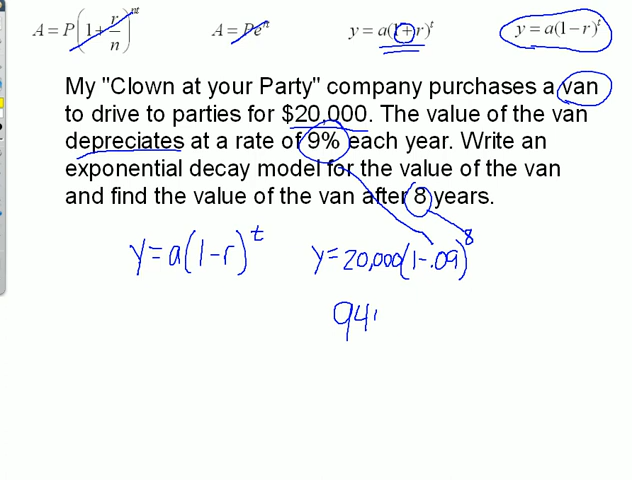 A = P(1 + r/n)^nt   A = Pe^rt   y = a(1 + r)^t   y = a(1 − r)^t
My "Clown at your Party" company purchases a van
to drive to parties for $20,000. The value of the van
depreciates at a rate of 9% each year. Write an
exponential decay model for the value of the van
and find the value of the van after 8 years.
y = a(1 − r)^t   y = 20,000(1 − .09)^8
94